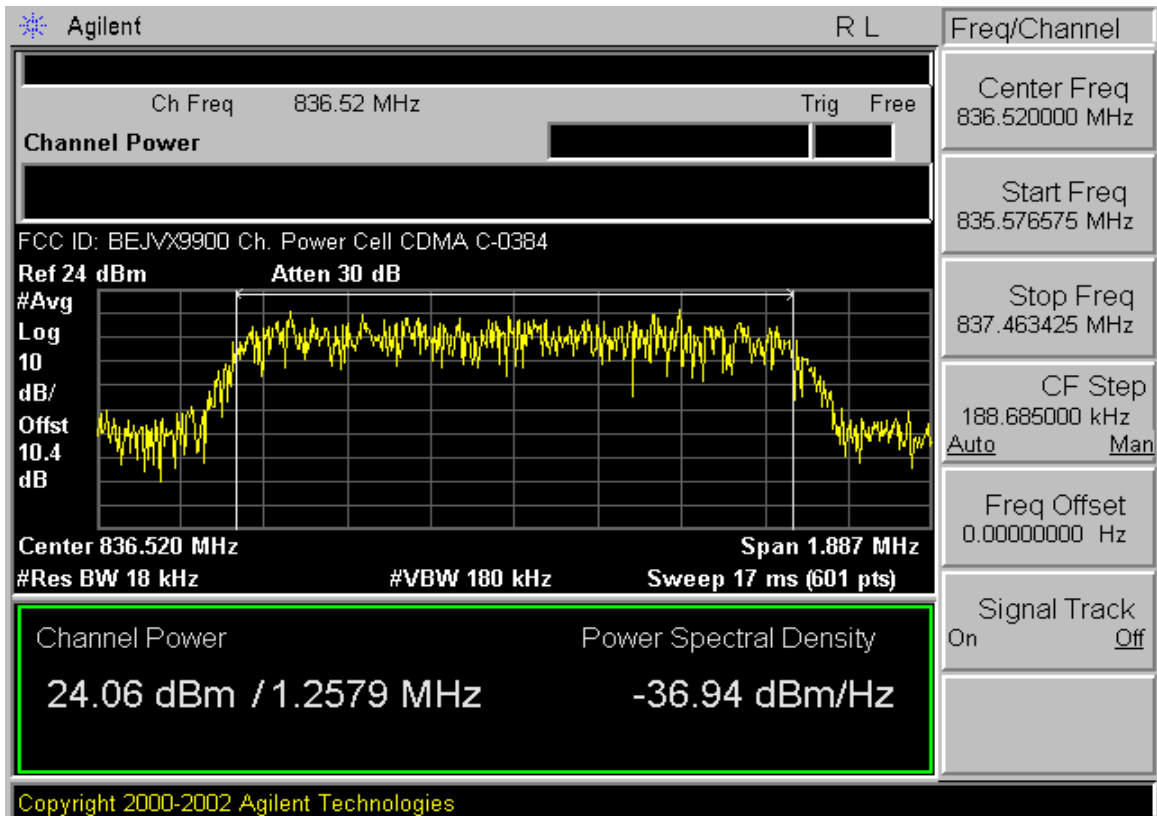 Agilent R L
Ch Freq 836.52 MHz Trig Free
Channel Power
FCC ID: BEJVX9900 Ch. Power Cell CDMA C-0384
Ref 24 dBm Atten 30 dB
#Avg
Log
10
dB/
Offst
10.4
dB
Center 836.520 MHz Span 1.887 MHz
#Res BW 18 kHz #VBW 180 kHz Sweep 17 ms (601 pts)
Channel Power Power Spectral Density
24.06 dBm / 1.2579 MHz -36.94 dBm/Hz
Copyright 2000-2002 Agilent Technologies
Freq/Channel
Center Freq
836.520000 MHz
Start Freq
835.576575 MHz
Stop Freq
837.463425 MHz
CF Step
188.685000 kHz
Auto Man
Freq Offset
0.00000000 Hz
Signal Track
On Off